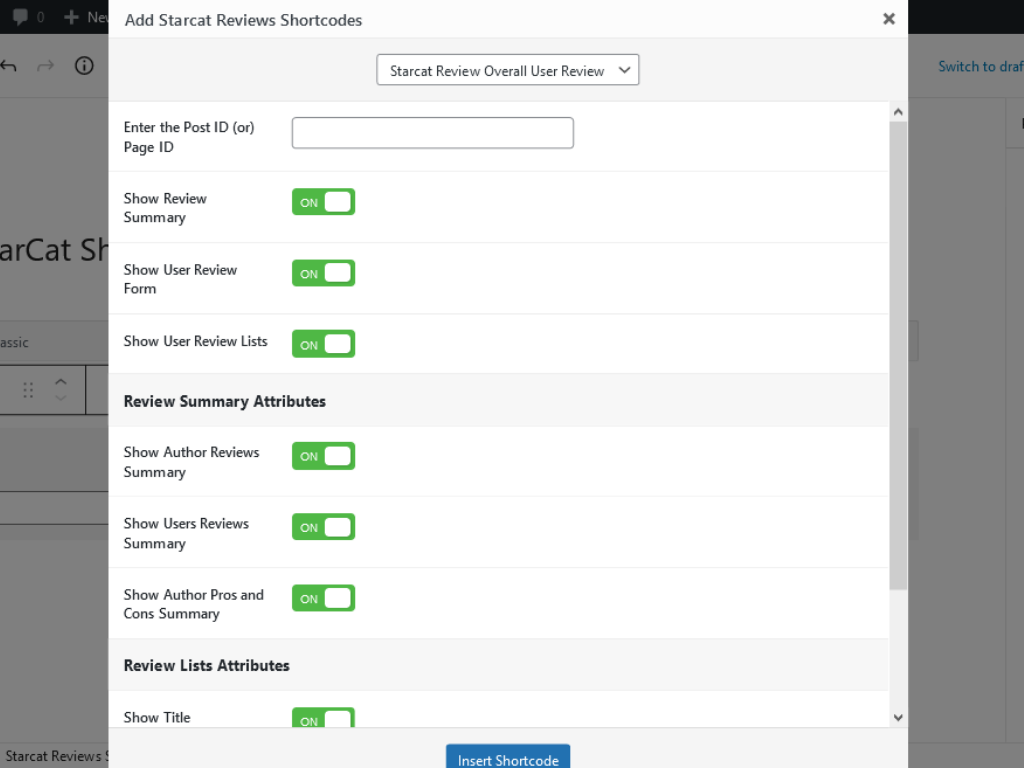 0 New
Add Starcat Reviews Shortcodes
Starcat Review Overall User Review
Switch to draf
Enter the Post ID (or)
Page ID
Show Review
Summary
ON
arCat Sh
Show User Review
Form
ON
assic
Show User Review Lists
ON
Review Summary Attributes
Show Author Reviews
Summary
ON
Show Users Reviews
Summary
ON
Show Author Pros and
Cons Summary
ON
Review Lists Attributes
Show Title
ON
Starcat Reviews S
Insert Shortcode